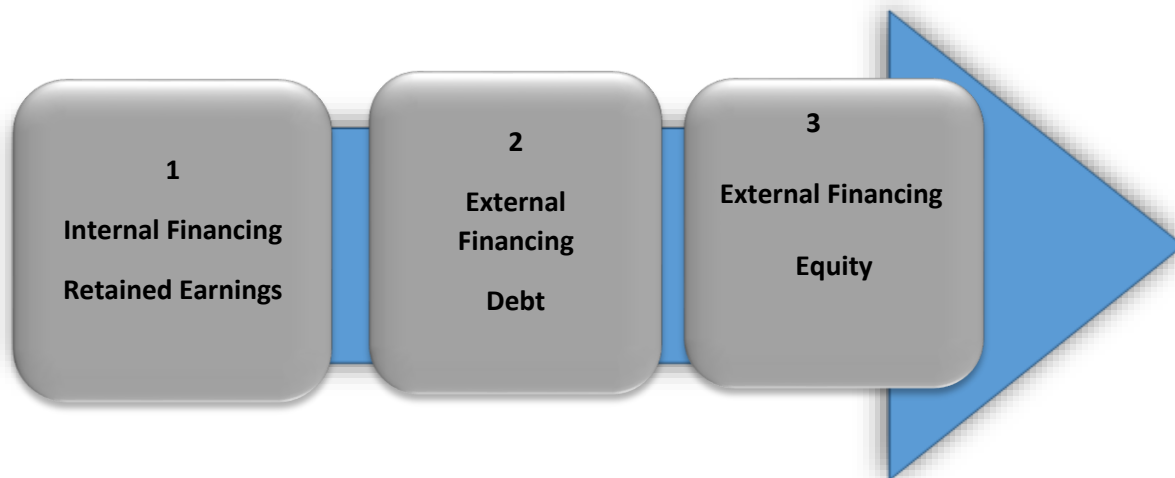 1
Internal Financing
Retained Earnings
2
External
Financing
Debt
3
External Financing
Equity